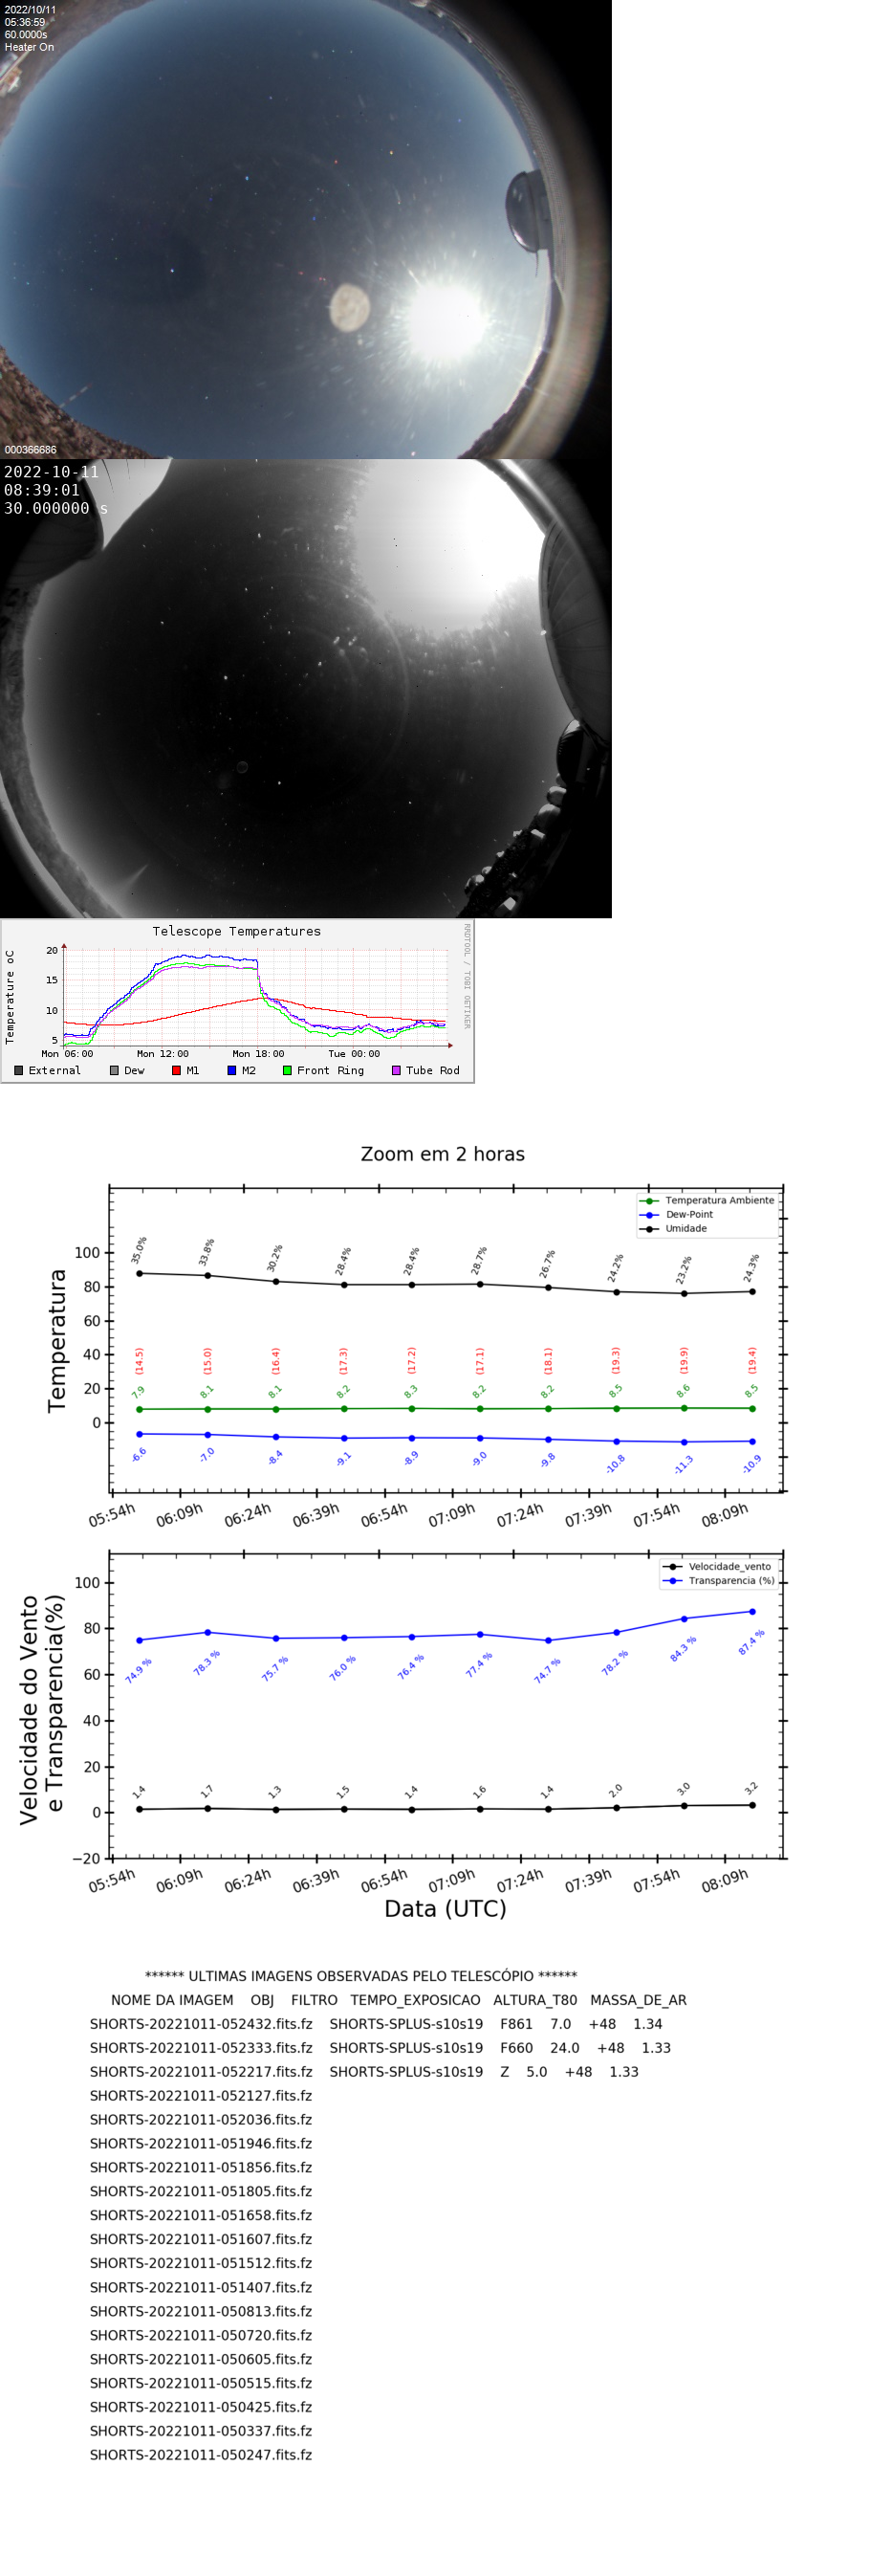 2022/10/11
05:36:59
60.0000s
Heater On
000366686
2022-10-11
08:39:01
30.000000 s
Telescope Temperatures
RRDTOOL / TOBI OETIKER
Temperature oC
20
15
10
5
Mon 06:00 Mon 12:00 Mon 18:00 Tue 00:00
External Dew M1 M2 Front Ring Tube Rod
Zoom em 2 horas
Temperatura Ambiente
Dew-Point
Umidade
Temperatura
100
80
60
40
20
0
35.0% 33.8% 30.2% 28.4% 28.4% 28.7% 26.7% 24.2% 23.2% 24.3%
(14.5) (15.0) (16.4) (17.3) (17.2) (17.1) (18.1) (19.3) (19.9) (19.4)
7.9 8.1 8.1 8.2 8.3 8.2 8.2 8.5 8.6 8.5
-6.6 -7.0 -8.4 -9.1 -8.9 -9.0 -9.8 -10.8 -11.3 -10.9
05:54h 06:09h 06:24h 06:39h 06:54h 07:09h 07:24h 07:39h 07:54h 08:09h
Velocidade_vento
Transparencia (%)
Velocidade do Vento
e Transparencia(%)
100
80
60
40
20
0
−20
74.9 % 78.3 % 75.7 % 76.0 % 76.4 % 77.4 % 74.7 % 78.2 % 84.3 % 87.4 %
1.4 1.7 1.3 1.5 1.4 1.6 1.4 2.0 3.0 3.2
05:54h 06:09h 06:24h 06:39h 06:54h 07:09h 07:24h 07:39h 07:54h 08:09h
Data (UTC)
****** ULTIMAS IMAGENS OBSERVADAS PELO TELESCÓPIO ******
NOME DA IMAGEM OBJ FILTRO TEMPO_EXPOSICAO ALTURA_T80 MASSA_DE_AR
SHORTS-20221011-052432.fits.fz SHORTS-SPLUS-s10s19 F861 7.0 +48 1.34
SHORTS-20221011-052333.fits.fz SHORTS-SPLUS-s10s19 F660 24.0 +48 1.33
SHORTS-20221011-052217.fits.fz SHORTS-SPLUS-s10s19 Z 5.0 +48 1.33
SHORTS-20221011-052127.fits.fz
SHORTS-20221011-052036.fits.fz
SHORTS-20221011-051946.fits.fz
SHORTS-20221011-051856.fits.fz
SHORTS-20221011-051805.fits.fz
SHORTS-20221011-051658.fits.fz
SHORTS-20221011-051607.fits.fz
SHORTS-20221011-051512.fits.fz
SHORTS-20221011-051407.fits.fz
SHORTS-20221011-050813.fits.fz
SHORTS-20221011-050720.fits.fz
SHORTS-20221011-050605.fits.fz
SHORTS-20221011-050515.fits.fz
SHORTS-20221011-050425.fits.fz
SHORTS-20221011-050337.fits.fz
SHORTS-20221011-050247.fits.fz